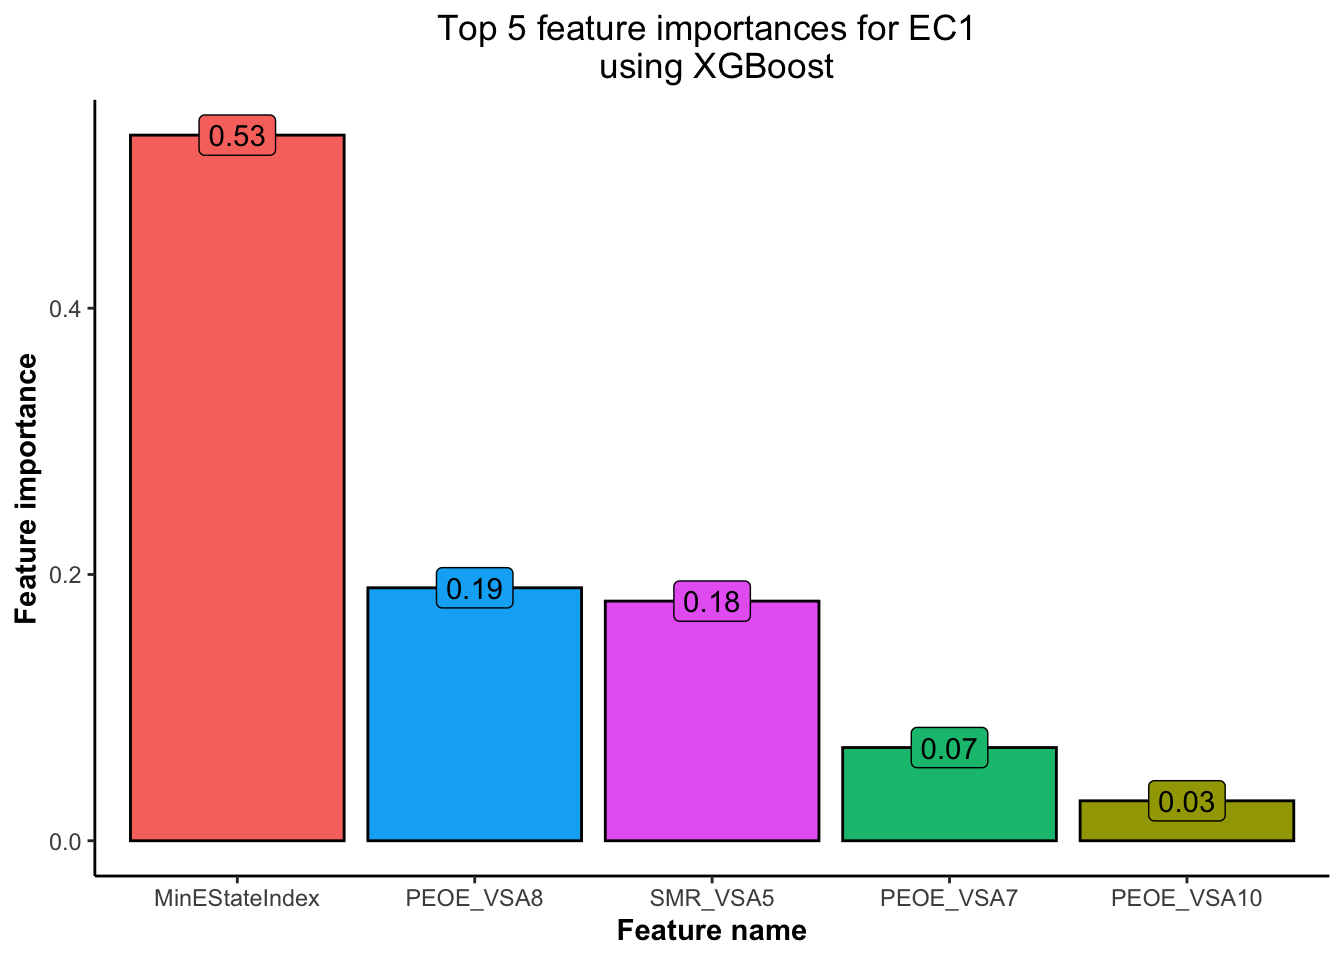 Top 5 feature importances for EC1
using XGBoost
Feature importance
0.4
0.2
0.0
0.53
0.19
0.18
0.07
0.03
MinEStateIndex
PEOE_VSA8
SMR_VSA5
PEOE_VSA7
PEOE_VSA10
Feature name